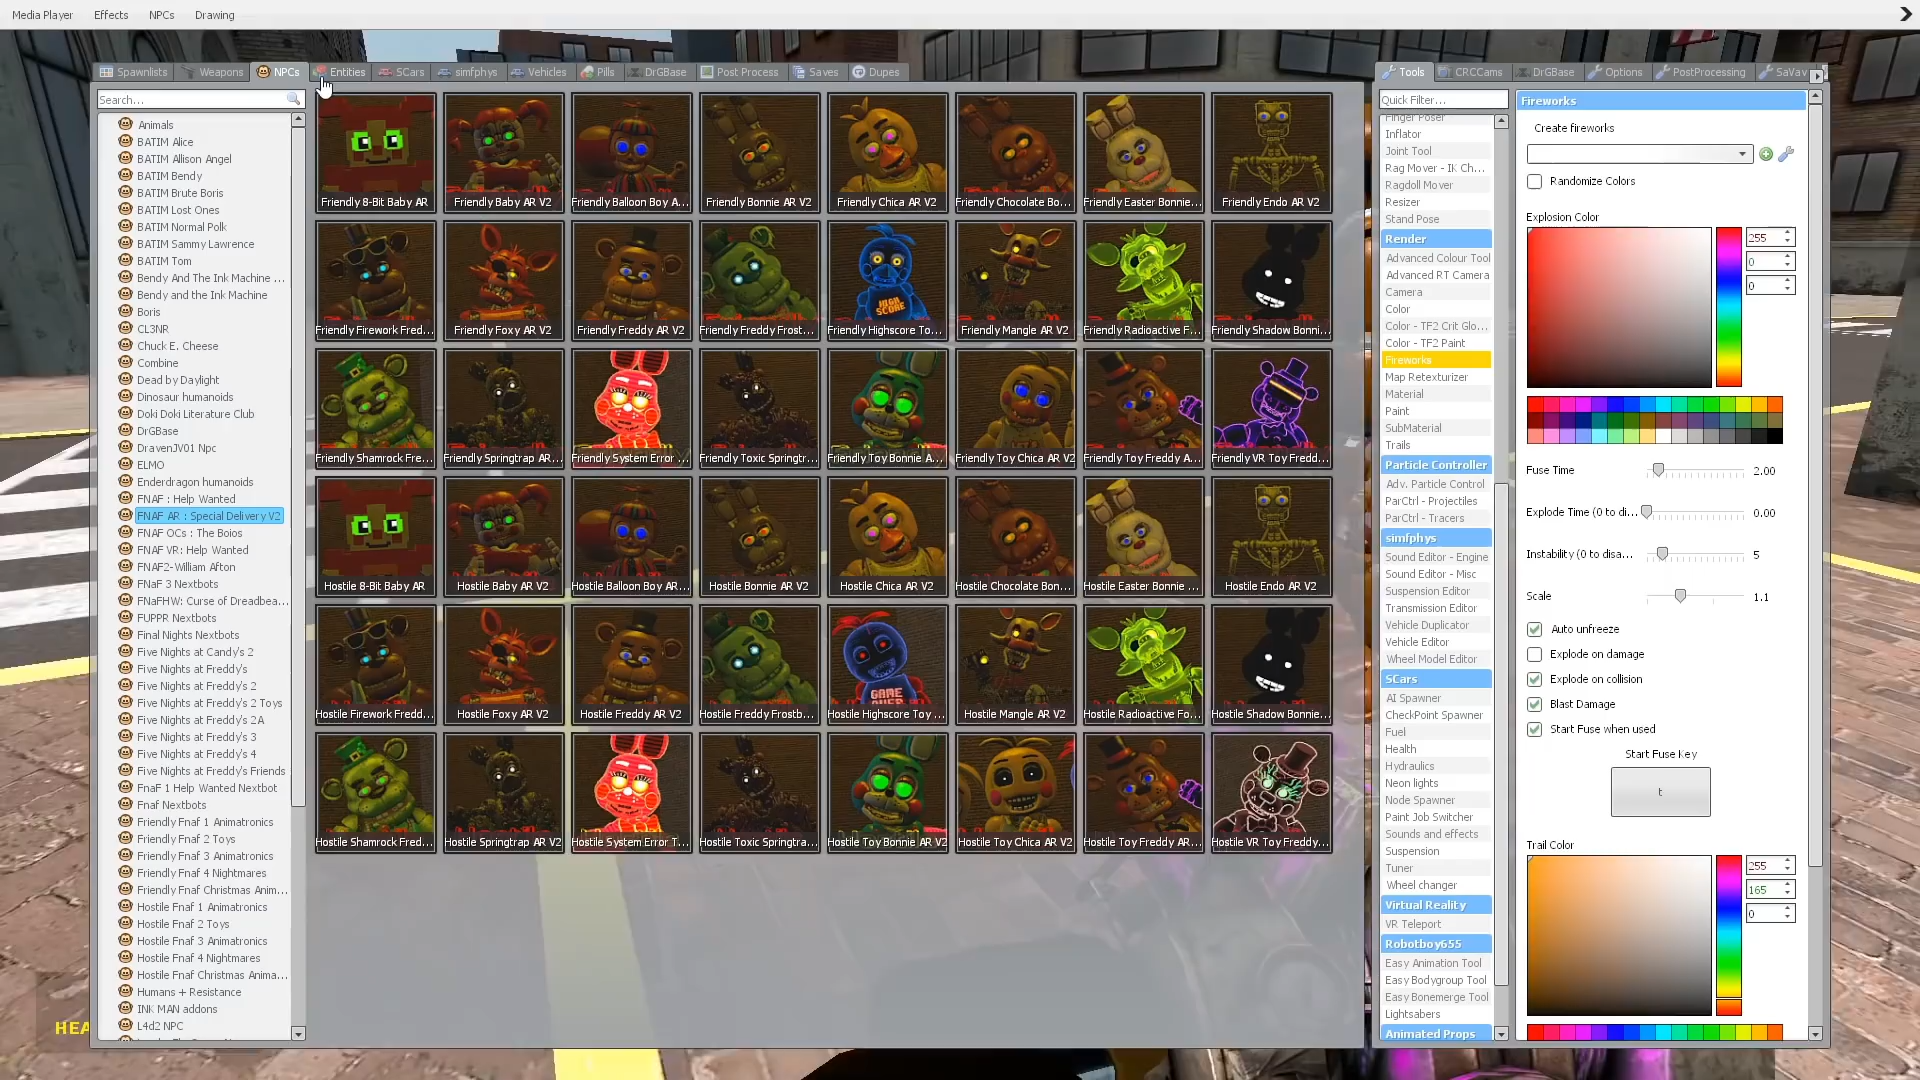 Media Player Effects NPCs Drawing
Spawnlists Weapons NPCs Entities SCars simfphys Vehicles Pills DrGBase Post Process Saves Dupes
Search...
Animals
BATIM Alice
BATIM Allison Angel
BATIM Bendy
BATIM Brute Boris
BATIM Lost Ones
BATIM Normal Polk
BATIM Sammy Lawrence
BATIM Tom
Bendy And The Ink Machine ...
Bendy and the Ink Machine
Boris
CL3NR
Chuck E. Cheese
Combine
Dead by Daylight
Dinosaur humanoids
Doki Doki Literature Club
DrGBase
DravenJV01 Npc
ELMO
Enderdragon humanoids
FNAF : Help Wanted
FNAF AR : Special Delivery V2
FNAF OCs : The Boios
FNAF VR: Help Wanted
FNAF2-William Afton
FNaF 3 Nextbots
FNaFHW: Curse of Dreadbea...
FUPPR Nextbots
Final Nights Nextbots
Five Nights at Candy's 2
Five Nights at Freddy's
Five Nights at Freddy's 2
Five Nights at Freddy's 2 Toys
Five Nights at Freddy's 2A
Five Nights at Freddy's 3
Five Nights at Freddy's 4
Five Nights at Freddy's Friends
FnaF 1 Help Wanted Nextbot
Fnaf Nextbots
Friendly Fnaf 1 Animatronics
Friendly Fnaf 2 Toys
Friendly Fnaf 3 Animatronics
Friendly Fnaf 4 Nightmares
Friendly Fnaf Christmas Anim...
Hostile Fnaf 1 Animatronics
Hostile Fnaf 2 Toys
Hostile Fnaf 3 Animatronics
Hostile Fnaf 4 Nightmares
Hostile Fnaf Christmas Anima...
Humans + Resistance
INK MAN addons
L4d2 NPC
HEA
Friendly 8-Bit Baby AR Friendly Baby AR V2 Friendly Balloon Boy A... Friendly Bonnie AR V2 Friendly Chica AR V2 Friendly Chocolate Bo... Friendly Easter Bonnie... Friendly Endo AR V2
HIGH
SCORE
Friendly Firework Fred... Friendly Foxy AR V2 Friendly Freddy AR V2 Friendly Freddy Frost... Friendly Highscore To... Friendly Mangle AR V2 Friendly Radioactive F... Friendly Shadow Bonni...
Friendly Shamrock Fre... Friendly Springtrap AR... Friendly System Error ... Friendly Toxic Springtr... Friendly Toy Bonnie A... Friendly Toy Chica AR V2 Friendly Toy Freddy A... Friendly VR Toy Fredd...
Hostile 8-Bit Baby AR Hostile Baby AR V2 Hostile Balloon Boy AR... Hostile Bonnie AR V2 Hostile Chica AR V2 Hostile Chocolate Bon... Hostile Easter Bonnie ... Hostile Endo AR V2
GAME
OVER
Hostile Firework Fredd... Hostile Foxy AR V2 Hostile Freddy AR V2 Hostile Freddy Frostb... Hostile Highscore Toy ... Hostile Mangle AR V2 Hostile Radioactive Fo... Hostile Shadow Bonnie...
Hostile Shamrock Fred... Hostile Springtrap AR V2 Hostile System Error T... Hostile Toxic Springtra... Hostile Toy Bonnie AR V2 Hostile Toy Chica AR V2 Hostile Toy Freddy AR... Hostile VR Toy Freddy...
Tools CRCCams DrGBase Options PostProcessing SaVav
Quick Filter...
Finger Poser
Inflator
Joint Tool
Rag Mover - IK Ch...
Ragdoll Mover
Resizer
Stand Pose
Render
Advanced Colour Tool
Advanced RT Camera
Camera
Color
Color - TF2 Crit Glo...
Color - TF2 Paint
Fireworks
Map Retexturizer
Material
Paint
SubMaterial
Trails
Particle Controller
Adv. Particle Control
ParCtrl - Projectiles
ParCtrl - Tracers
simfphys
Sound Editor - Engine
Sound Editor - Misc
Suspension Editor
Transmission Editor
Vehicle Duplicator
Vehicle Editor
Wheel Model Editor
SCars
AI Spawner
CheckPoint Spawner
Fuel
Health
Hydraulics
Neon lights
Node Spawner
Paint Job Switcher
Sounds and effects
Suspension
Tuner
Wheel changer
Virtual Reality
VR Teleport
Robotboy655
Easy Animation Tool
Easy Bodygroup Tool
Easy Bonemerge Tool
Lightsabers
Animated Props
Fireworks
Create fireworks
Randomize Colors
Explosion Color
255
0
0
Fuse Time 2.00
Explode Time (0 to di... 0.00
Instability (0 to disa... 5
Scale 1.1
Auto unfreeze
Explode on damage
Explode on collision
Blast Damage
Start Fuse when used
Start Fuse Key
t
Trail Color
255
165
0